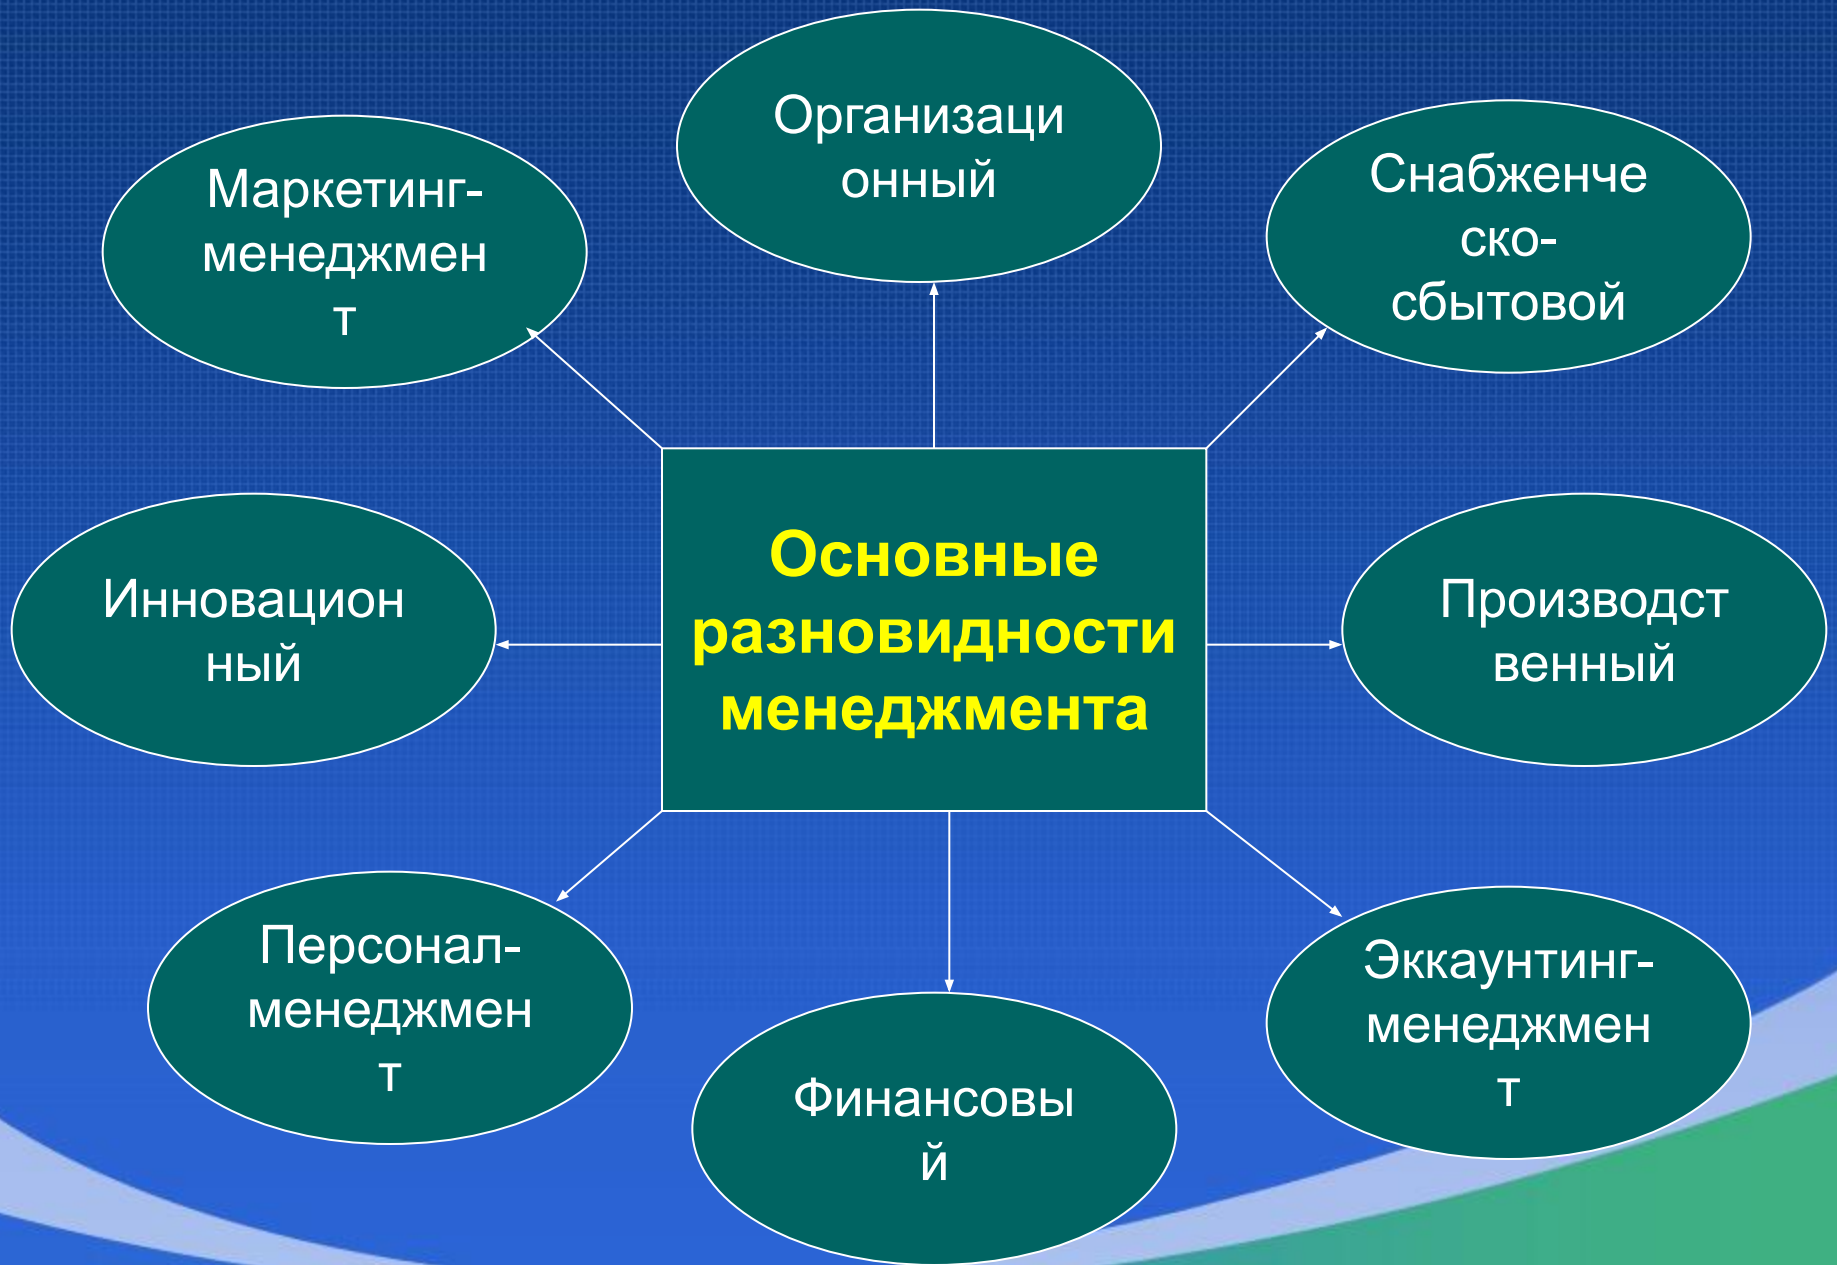 Организаци
онный
Маркетинг-
менеджмен
т
Снабженче
ско-
сбытовой
Основные
разновидности
менеджмента
Инновацион
ный
Производст
венный
Персонал-
менеджмен
т
Финансовы
й
Эккаунтинг-
менеджмен
т